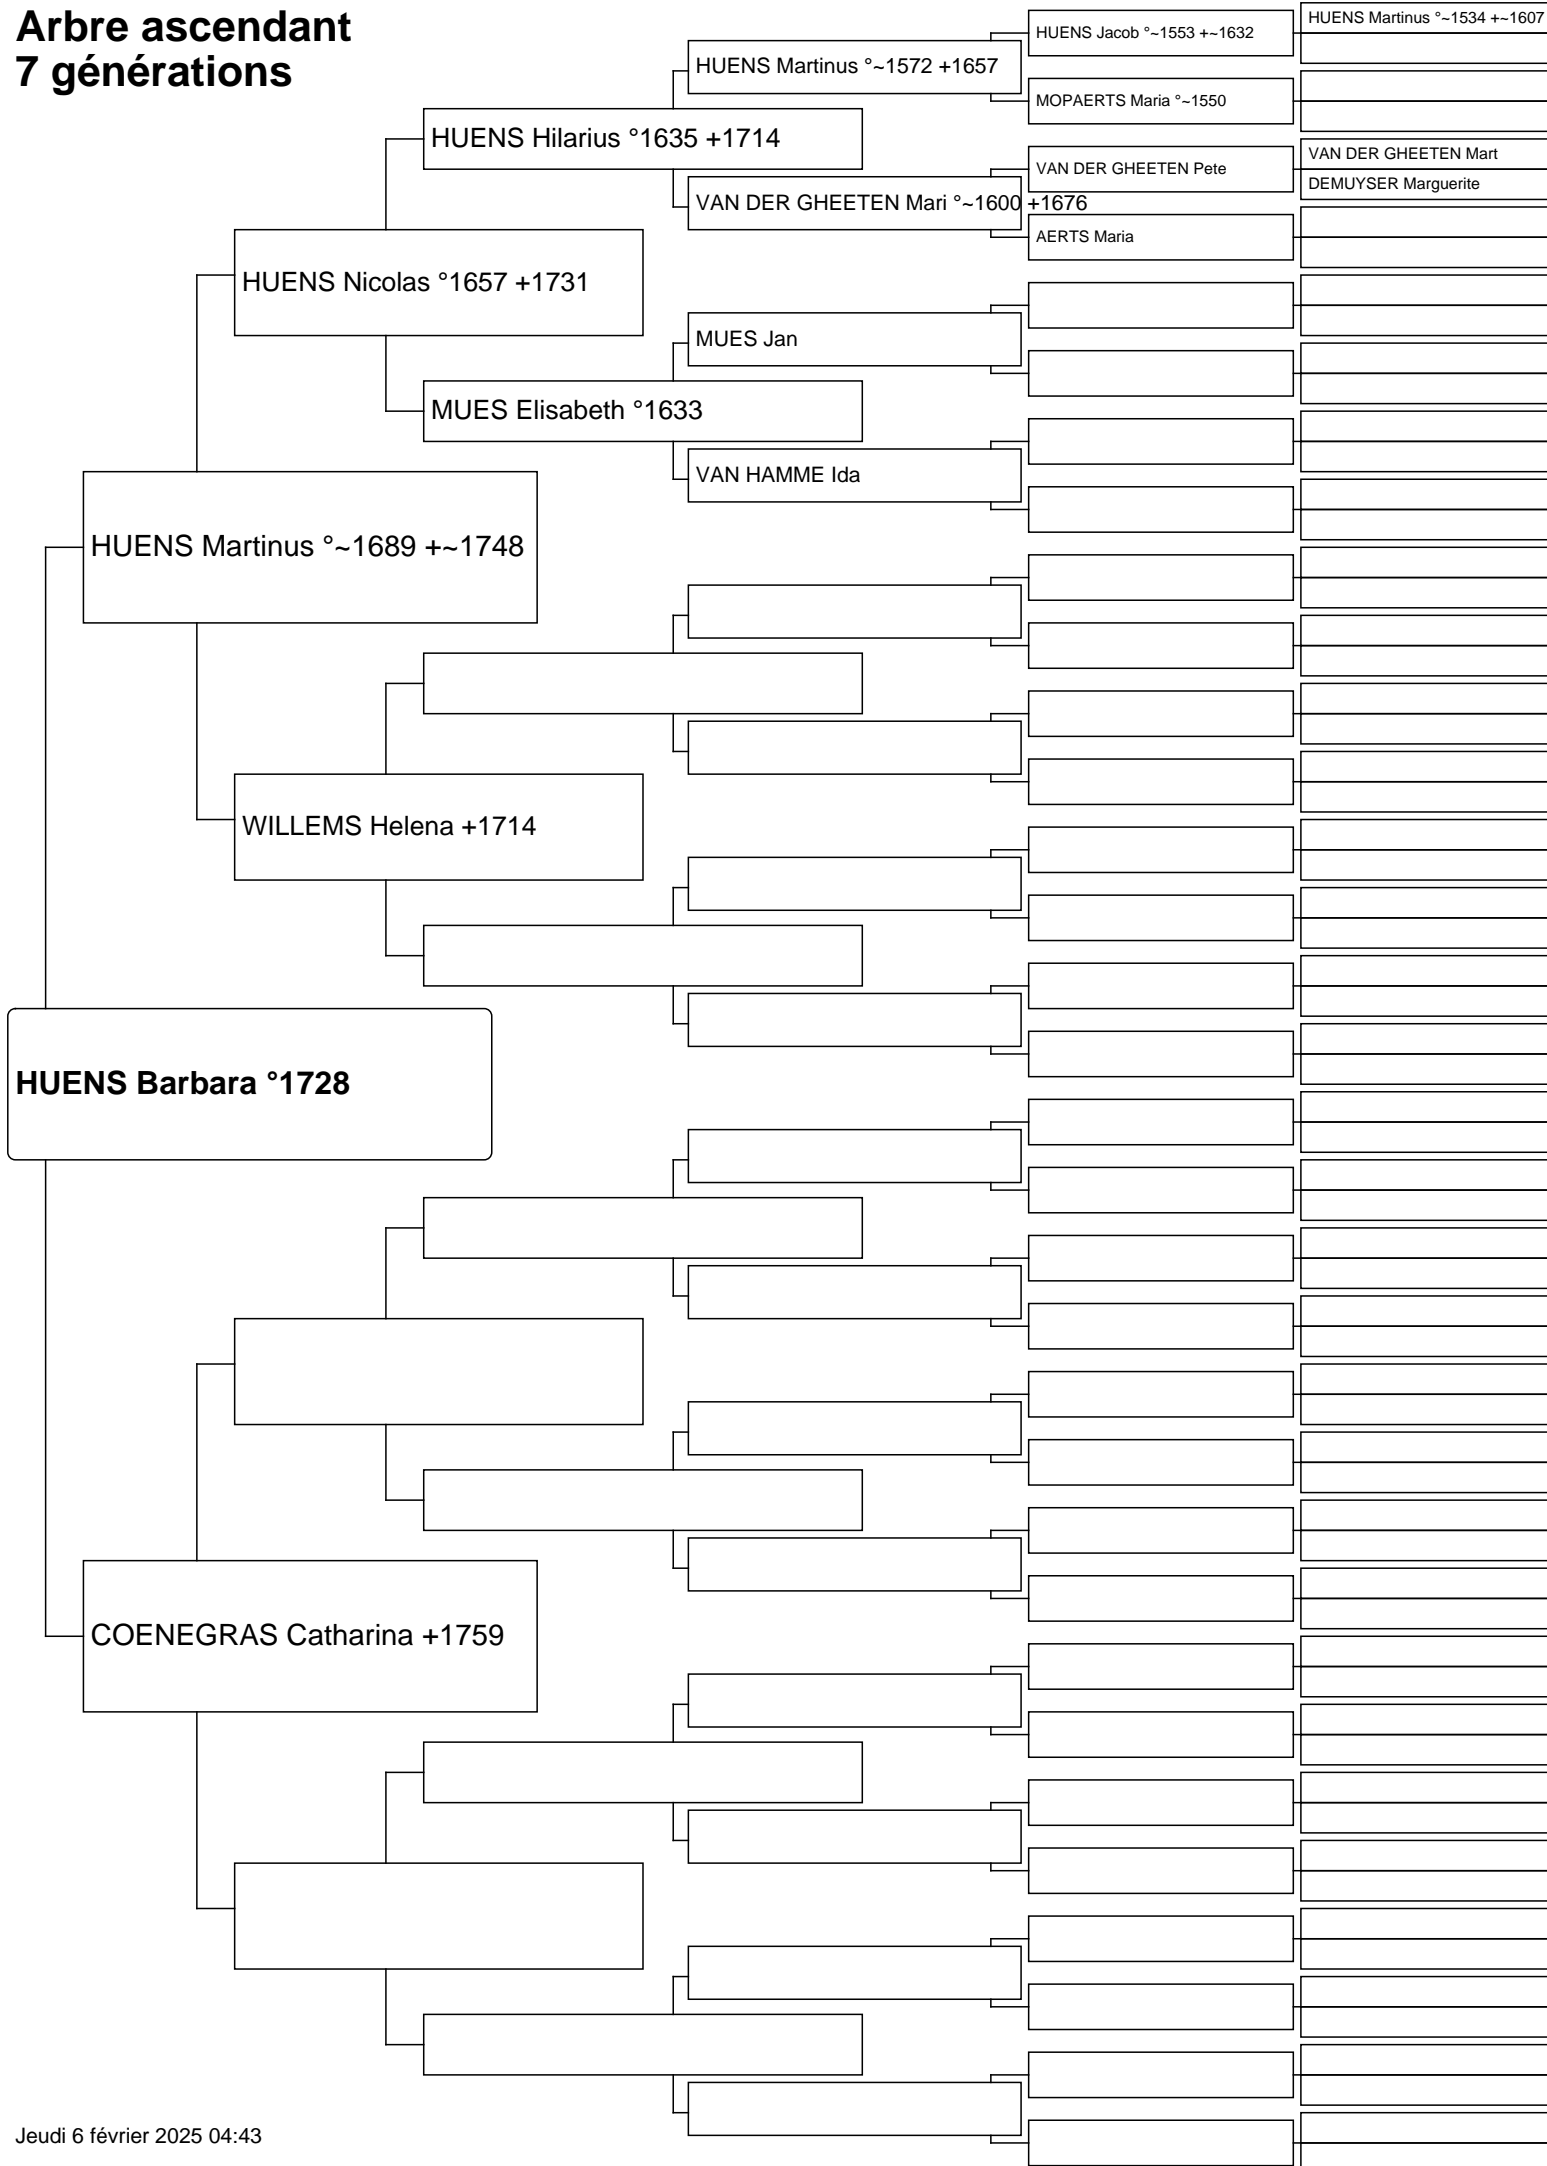 Arbre ascendant
7 générations
HUENS Martinus °~1534 +~1607
HUENS Jacob °~1553 +~1632
HUENS Martinus °~1572 +1657
MOPAERTS Maria °~1550
HUENS Hilarius °1635 +1714
VAN DER GHEETEN Mart
VAN DER GHEETEN Pete
DEMUYSER Marguerite
VAN DER GHEETEN Mari °~1600 +1676
AERTS Maria
HUENS Nicolas °1657 +1731
MUES Jan
MUES Elisabeth °1633
VAN HAMME Ida
HUENS Martinus °~1689 +~1748
WILLEMS Helena +1714
HUENS Barbara °1728
COENEGRAS Catharina +1759
Jeudi 6 février 2025 04:43